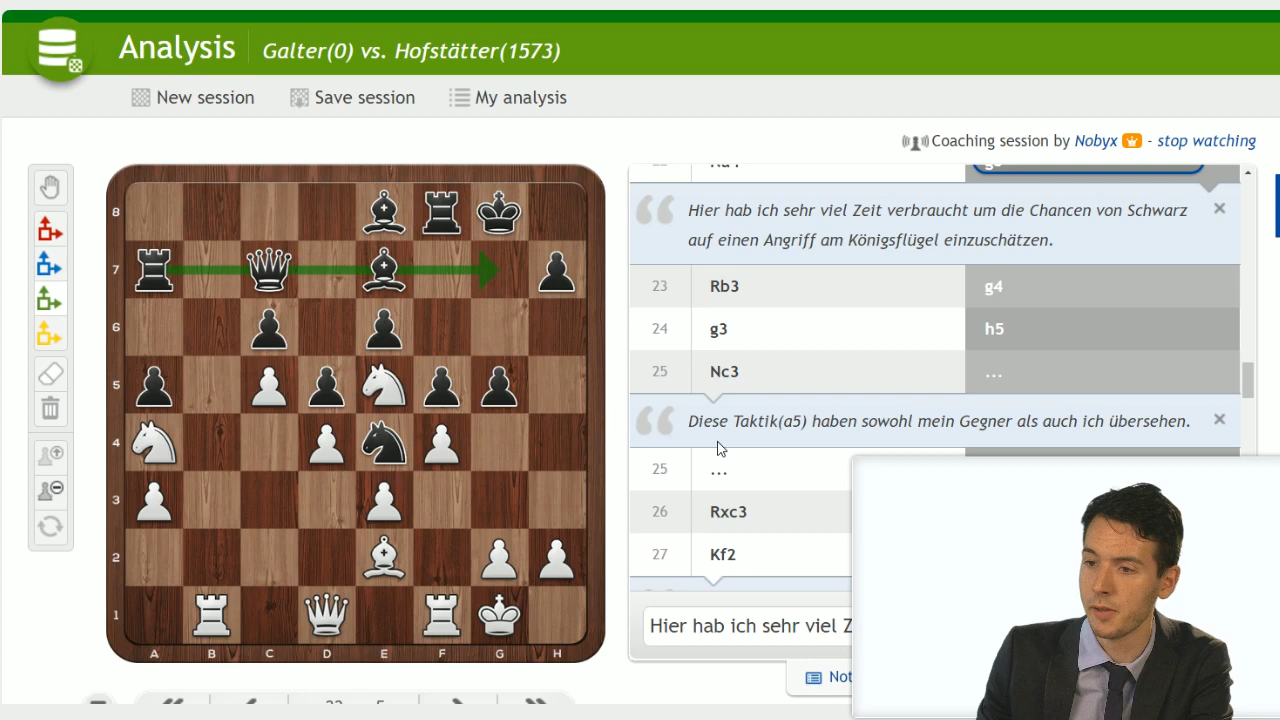 Analysis
Galter(0) vs. Hofstätter(1573)
New session
Save session
My analysis
Coaching session by Nobyx - stop watching
Hier hab ich sehr viel Zeit verbraucht um die Chancen von Schwarz
auf einen Angriff am Königsflügel einzuschätzen.
23 Rb3 g4
24 g3 h5
25 Nc3 ...
Diese Taktik(a5) haben sowohl mein Gegner als auch ich übersehen.
25 ...
26 Rxc3
27 Kf2
Hier hab ich sehr viel Z
Not
8
7
6
5
4
3
2
1
A B C D E F G H